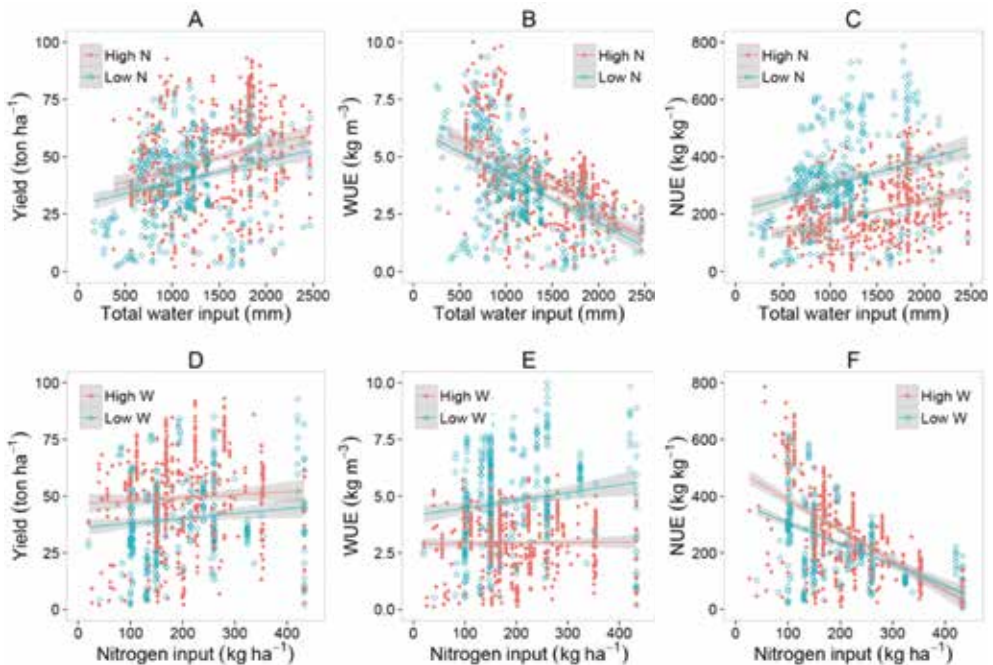 A
B
C
100
75
50
25
0
Yield (ton ha⁻¹)
High N
Low N
500 1000 1500 2000 2500
Total water input (mm)
10.0
7.5
5.0
2.5
0.0
WUE (kg m⁻³)
High N
Low N
0 500 1000 1500 2000 2500
Total water input (mm)
800
600
400
200
0
NUE (kg kg⁻¹)
High N
Low N
0 500 1000 1500 2000 2500
Total water input (mm)
D
E
F
100
75
50
25
0
Yield (ton ha⁻¹)
High W
Low W
0 100 200 300 400
Nitrogen input (kg ha⁻¹)
10.0
7.5
5.0
2.5
0.0
WUE (kg m⁻³)
High W
Low W
0 100 200 300 400
Nitrogen input (kg ha⁻¹)
800
600
400
200
0
NUE (kg kg⁻¹)
High W
Low W
0 100 200 300 400
Nitrogen input (kg ha⁻¹)